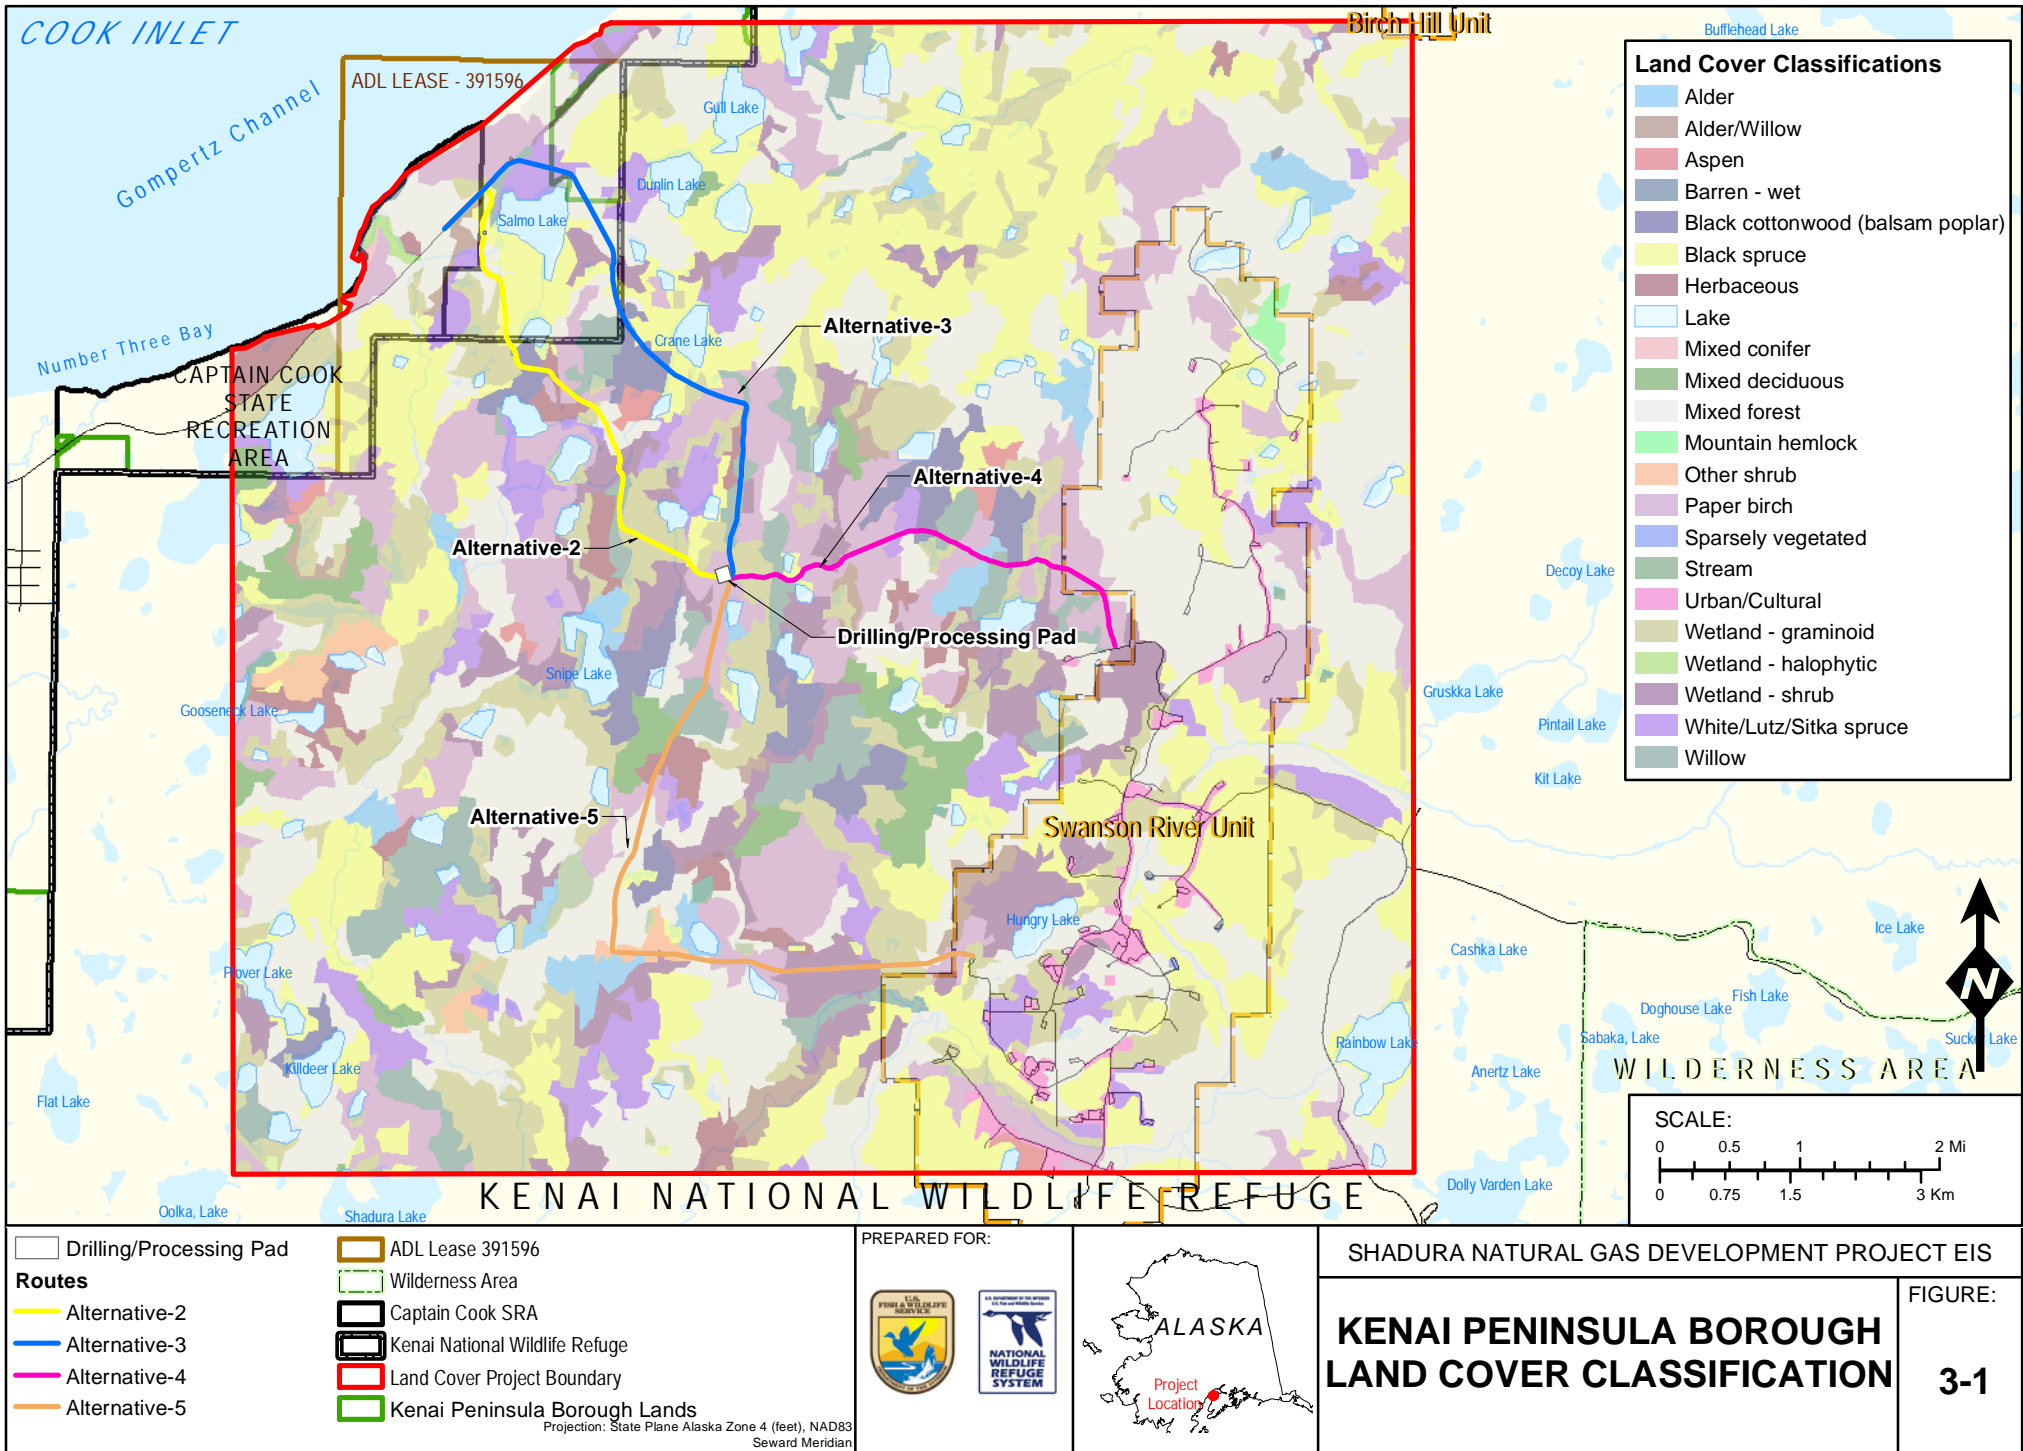 COOK INLET
Gompertz Channel
Number Three Bay
ADL LEASE - 391596
Birch Hill Unit
Bufflehead Lake
Gull Lake
Dunlin Lake
Salmo Lake
Crane Lake
Alternative-3
CAPTAIN COOK
STATE
RECREATION
AREA
Alternative-4
Alternative-2
Drilling/Processing Pad
Snipe Lake
Gooseneck Lake
Alternative-5
Swanson River Unit
Hungry Lake
Plover Lake
Killdeer Lake
Rainbow Lake
Flat Lake
Oolka, Lake
Shadura Lake
KENAI NATIONAL WILDLIFE REFUGE
Decoy Lake
Gruskka Lake
Pintail Lake
Kit Lake
Cashka Lake
Ice Lake
Fish Lake
Doghouse Lake
Sabaka, Lake
Sucker Lake
Anertz Lake
WILDERNESS AREA
Dolly Varden Lake
N
Land Cover Classifications
Alder
Alder/Willow
Aspen
Barren - wet
Black cottonwood (balsam poplar)
Black spruce
Herbaceous
Lake
Mixed conifer
Mixed deciduous
Mixed forest
Mountain hemlock
Other shrub
Paper birch
Sparsely vegetated
Stream
Urban/Cultural
Wetland - graminoid
Wetland - halophytic
Wetland - shrub
White/Lutz/Sitka spruce
Willow
SCALE:
0 0.5 1 2 Mi
0 0.75 1.5 3 Km
Drilling/Processing Pad
Routes
Alternative-2
Alternative-3
Alternative-4
Alternative-5
ADL Lease 391596
Wilderness Area
Captain Cook SRA
Kenai National Wildlife Refuge
Land Cover Project Boundary
Kenai Peninsula Borough Lands
Projection: State Plane Alaska Zone 4 (feet), NAD83
Seward Meridian
PREPARED FOR:
U.S.
FISH & WILDLIFE
SERVICE
NATIONAL
WILDLIFE
REFUGE
SYSTEM
ALASKA
Project
Location
SHADURA NATURAL GAS DEVELOPMENT PROJECT EIS
KENAI PENINSULA BOROUGH
LAND COVER CLASSIFICATION
FIGURE:
3-1